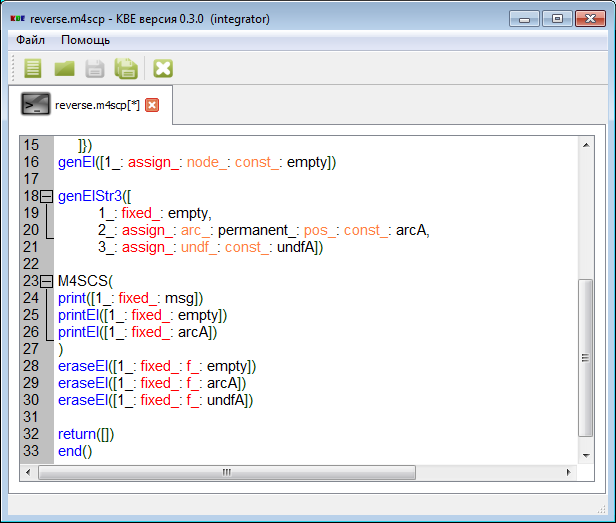 KBE reverse.m4scp - KBE версия 0.3.0 (integrator)
Файл Помощь
>_ reverse.m4scp[*]
15 ]})
16 genEl([1_: assign_: node_: const_: empty])
17
18 genElStr3([
19 1_: fixed_: empty,
20 2_: assign_: arc_: permanent_: pos_: const_: arcA,
21 3_: assign_: undf_: const_: undfA])
22
23 M4SCS(
24 print([1_: fixed_: msg])
25 printEl([1_: fixed_: empty])
26 printEl([1_: fixed_: arcA])
27 )
28 eraseEl([1_: fixed_: f_: empty])
29 eraseEl([1_: fixed_: f_: arcA])
30 eraseEl([1_: fixed_: f_: undfA])
31
32 return([])
33 end()